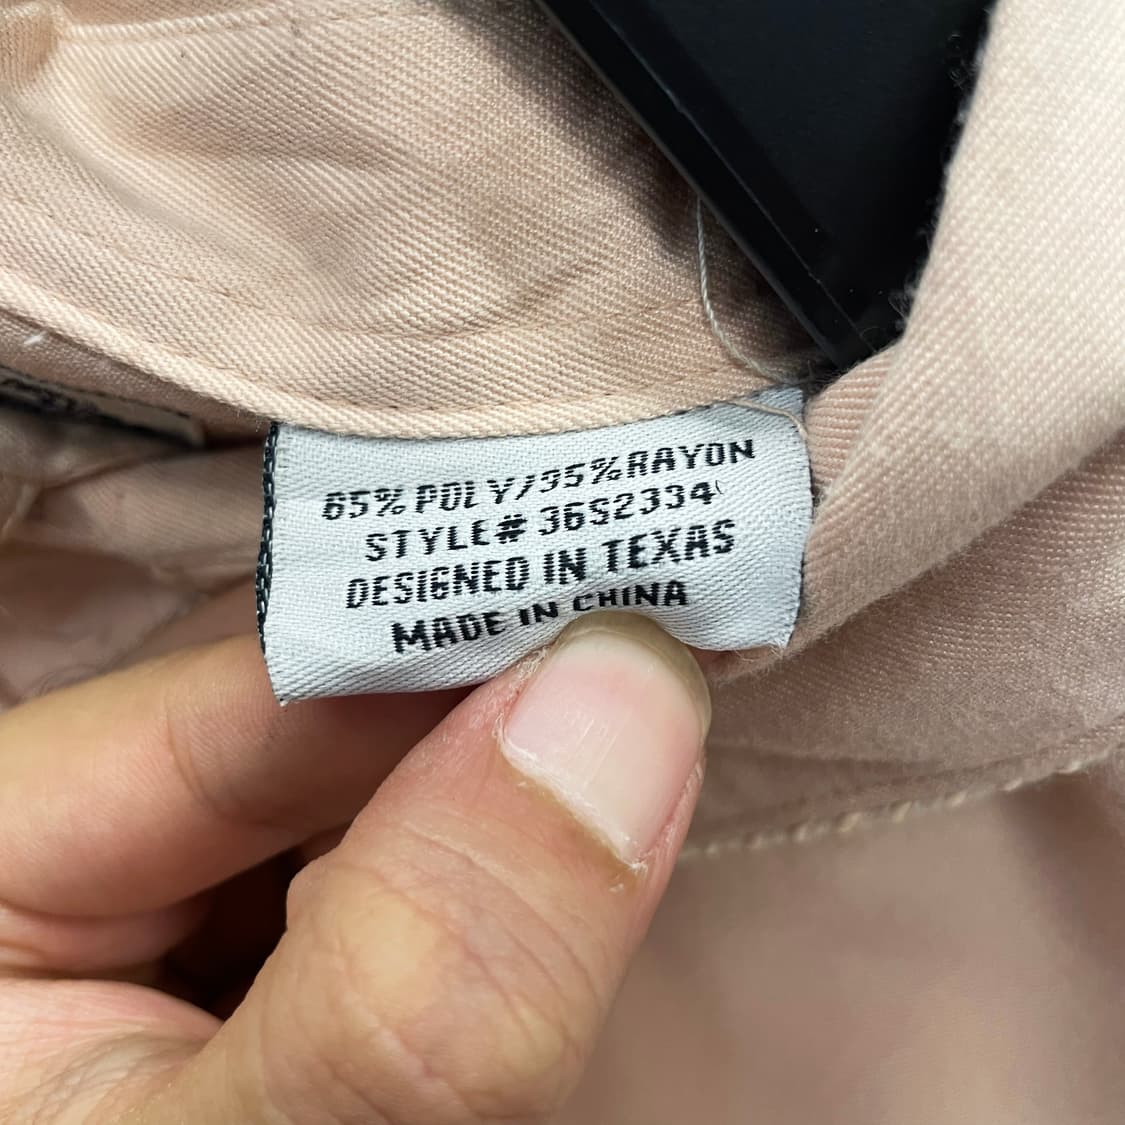 65% POLY/35% RAYON
STYLE# 36S2334
DESIGNED IN TEXAS
MADE IN CHINA